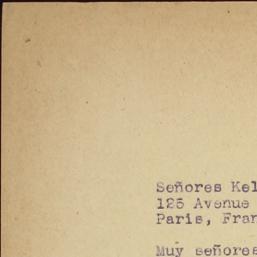 Señores Kel
125 Avenue
Paris, Fran
Muy señores